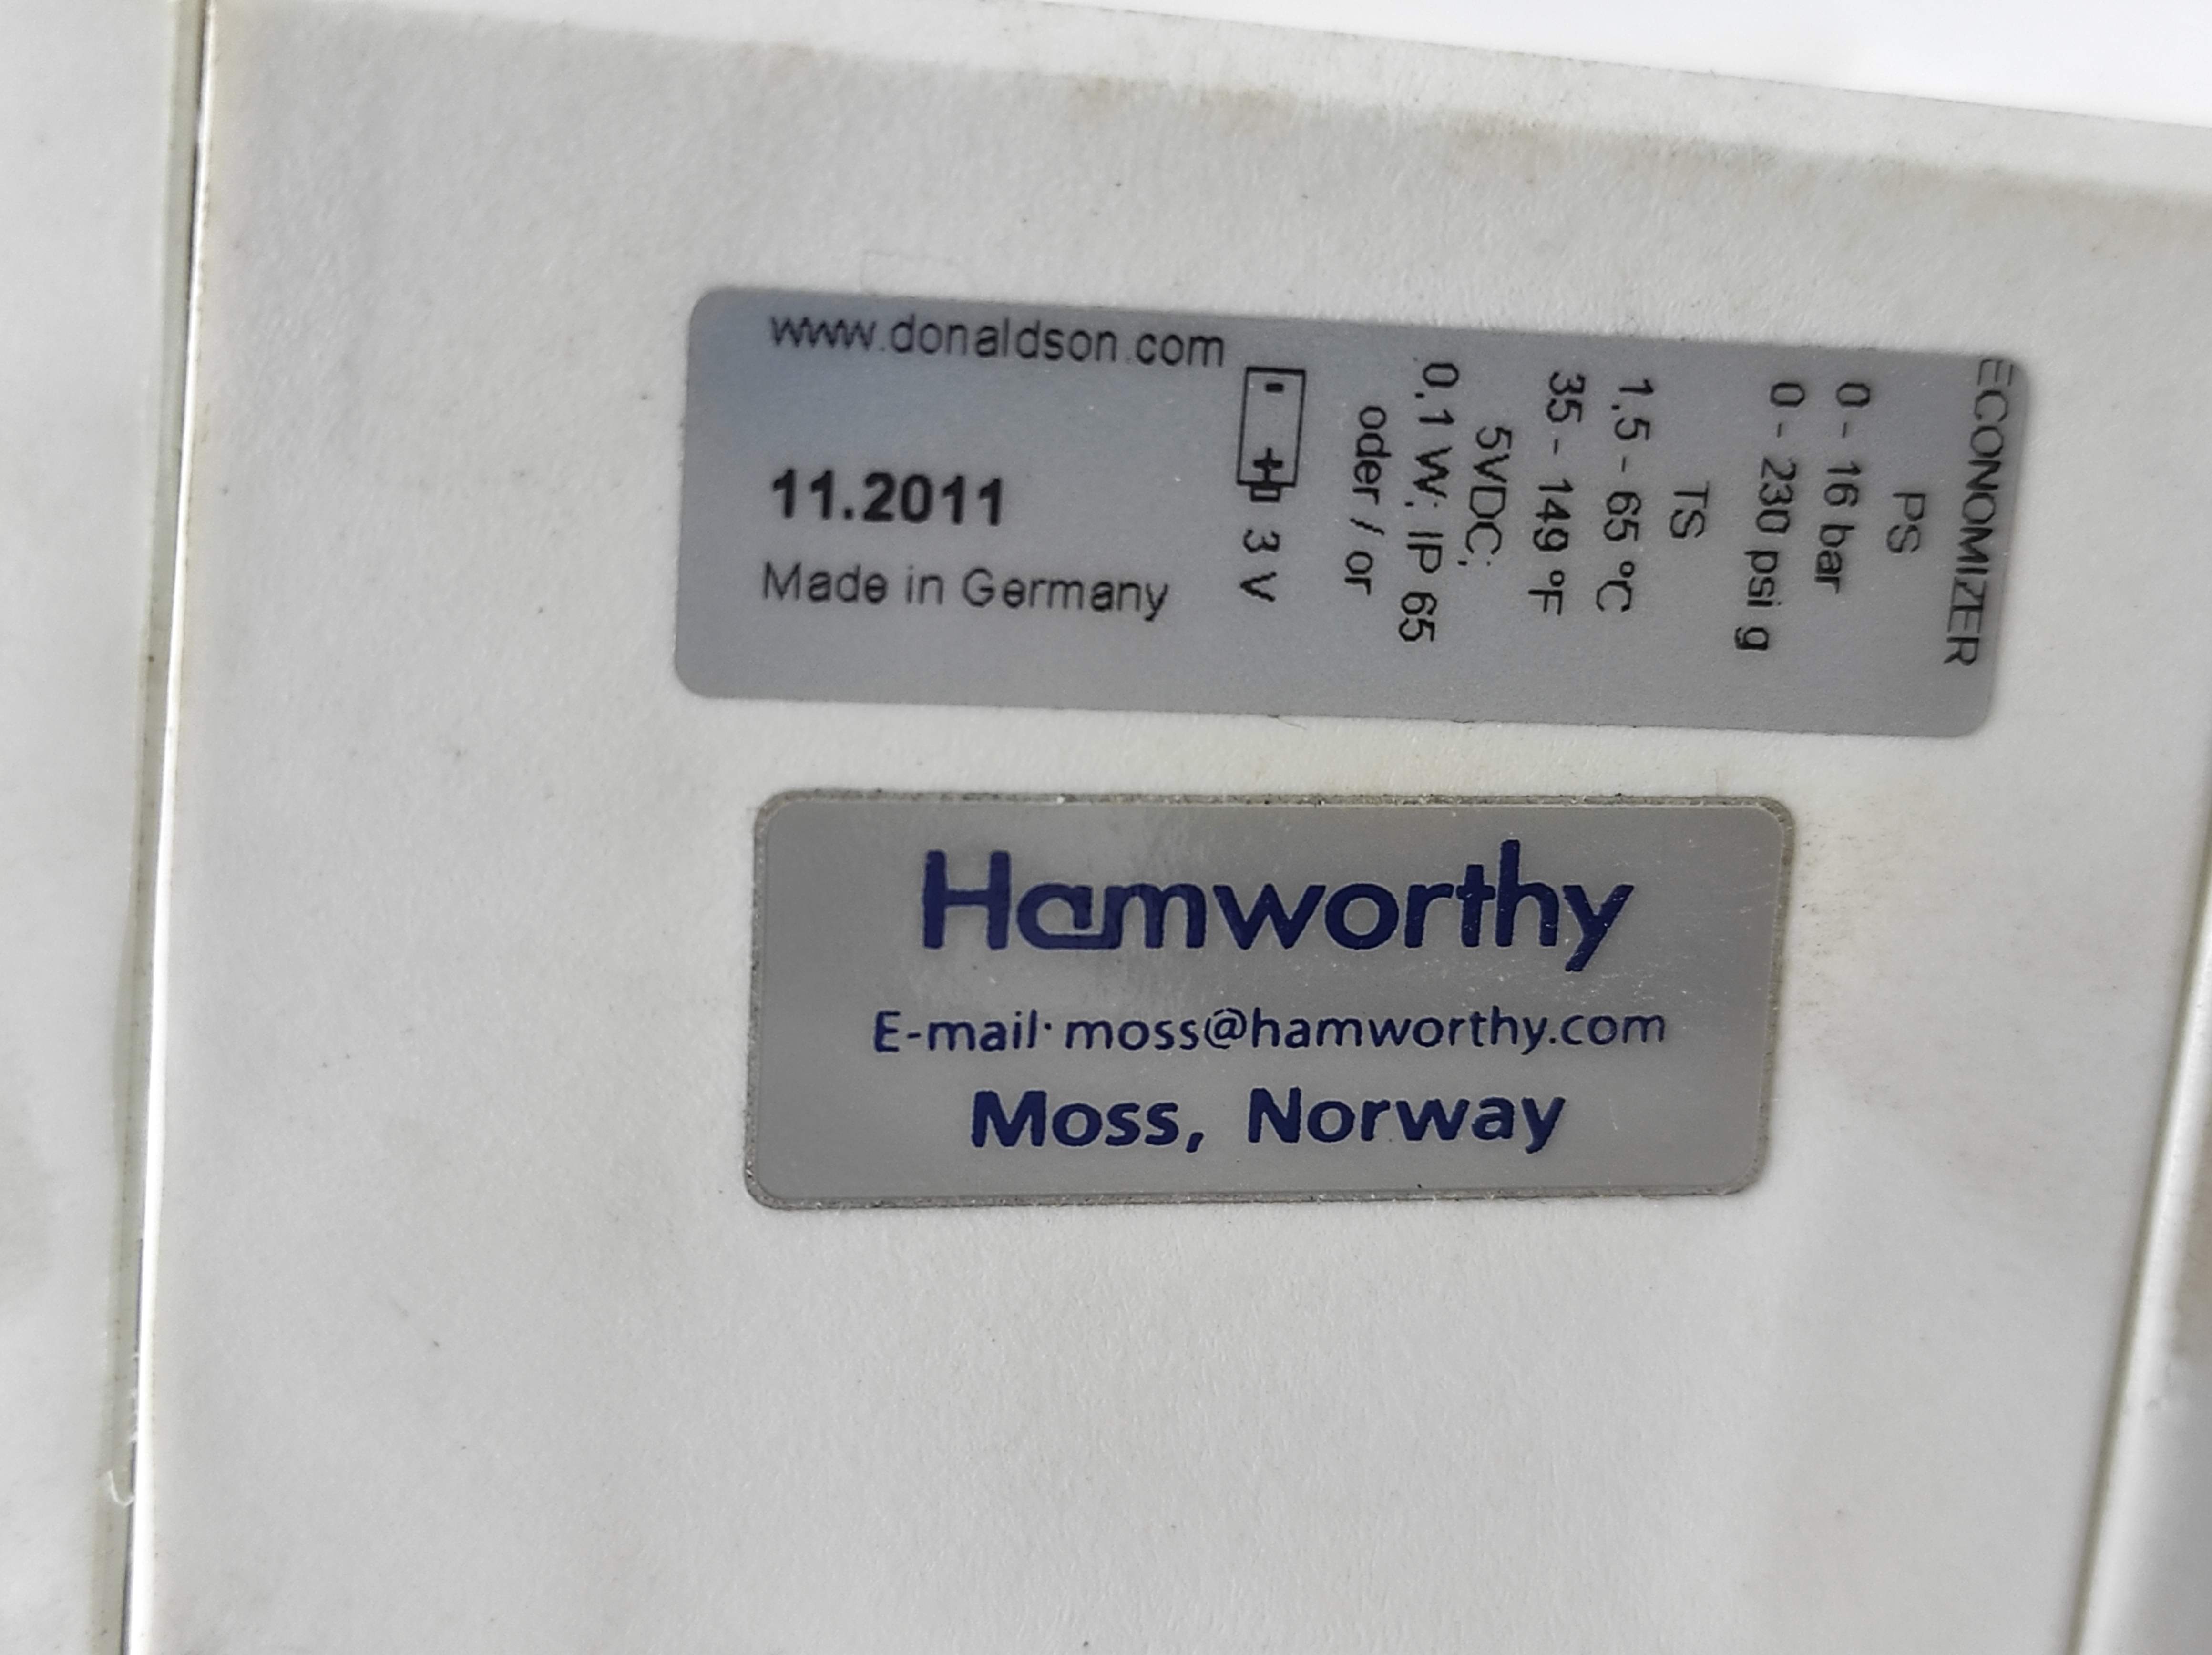 www.donaldson.com
11.2011
Made in Germany
ECONOMIZER
PS
0 - 16 bar
0 - 230 psi g
TS
1,5 - 65 °C
35 - 149 °F
5VDC;
0,1 W; IP 65
oder / or
- + 3 V
Hamworthy
E-mail: moss@hamworthy.com
Moss, Norway